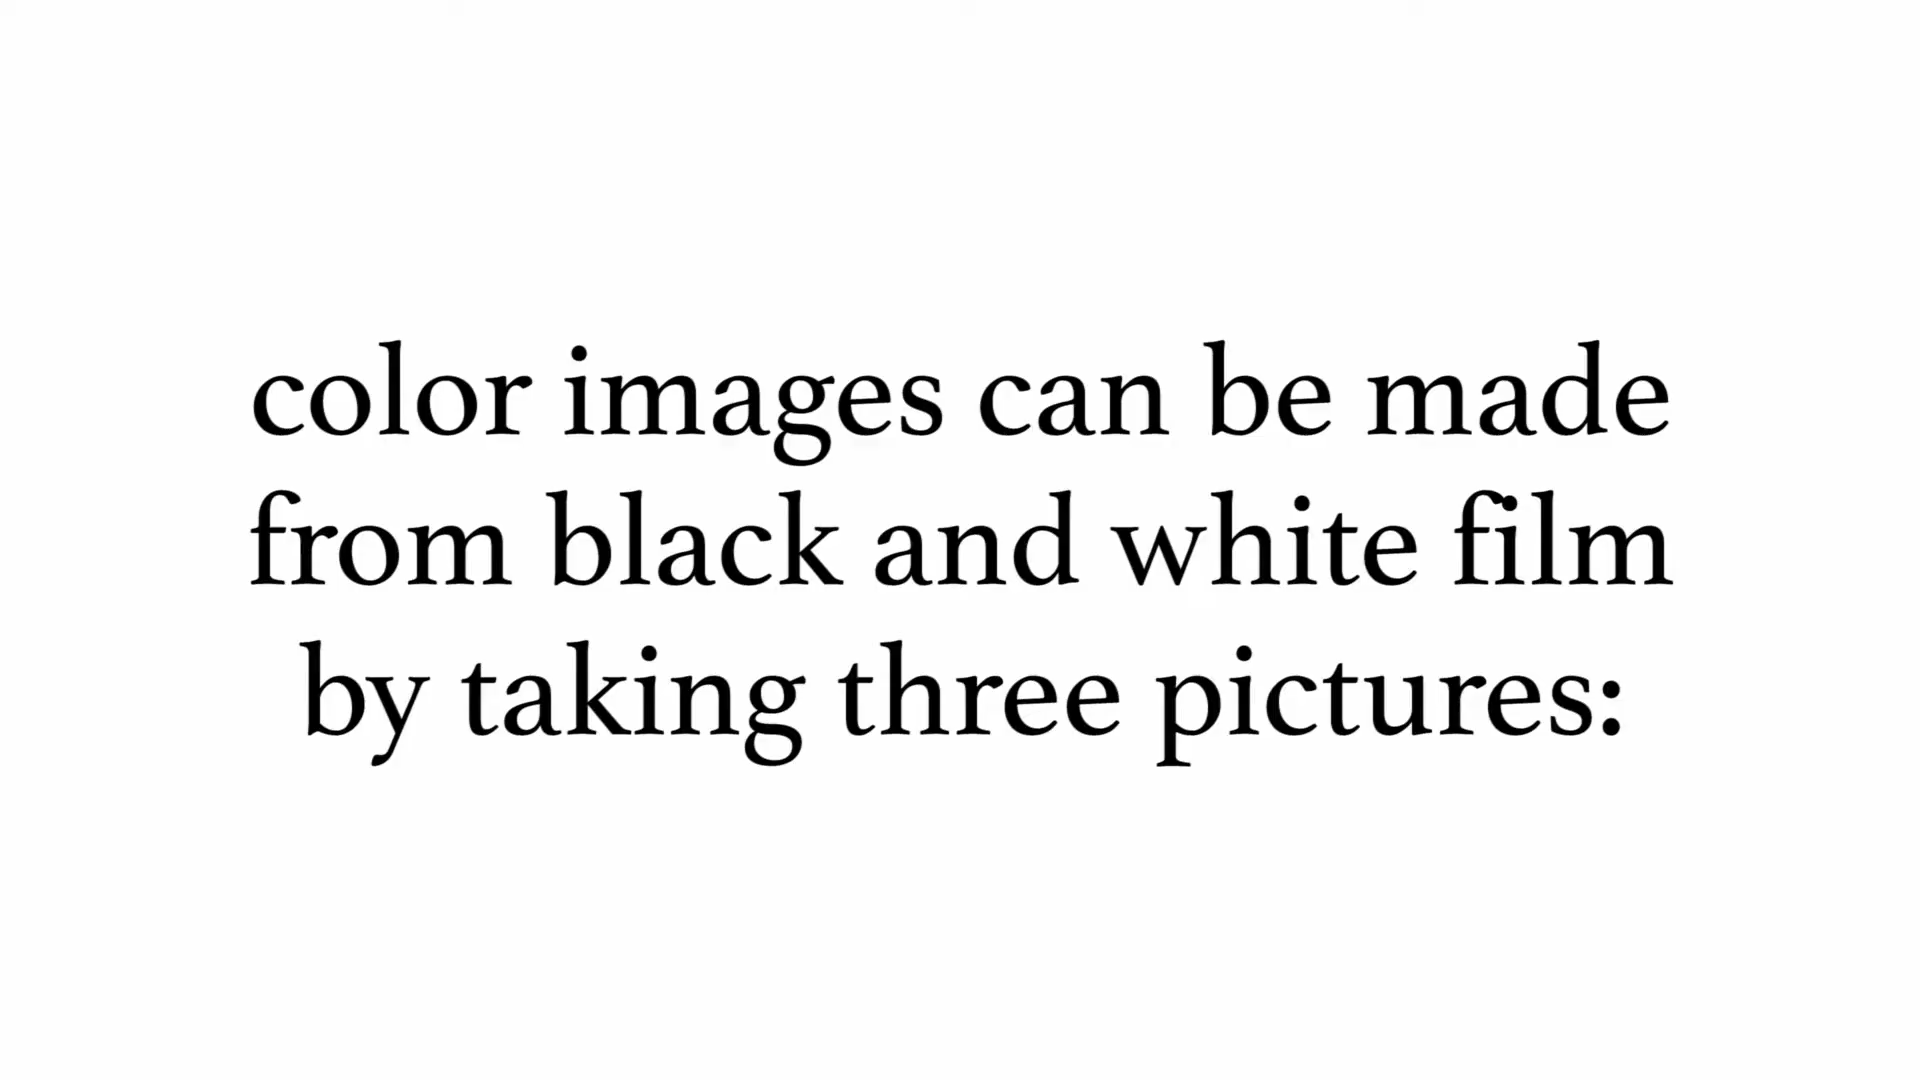 color images can be made
from black and white film
by taking three pictures: